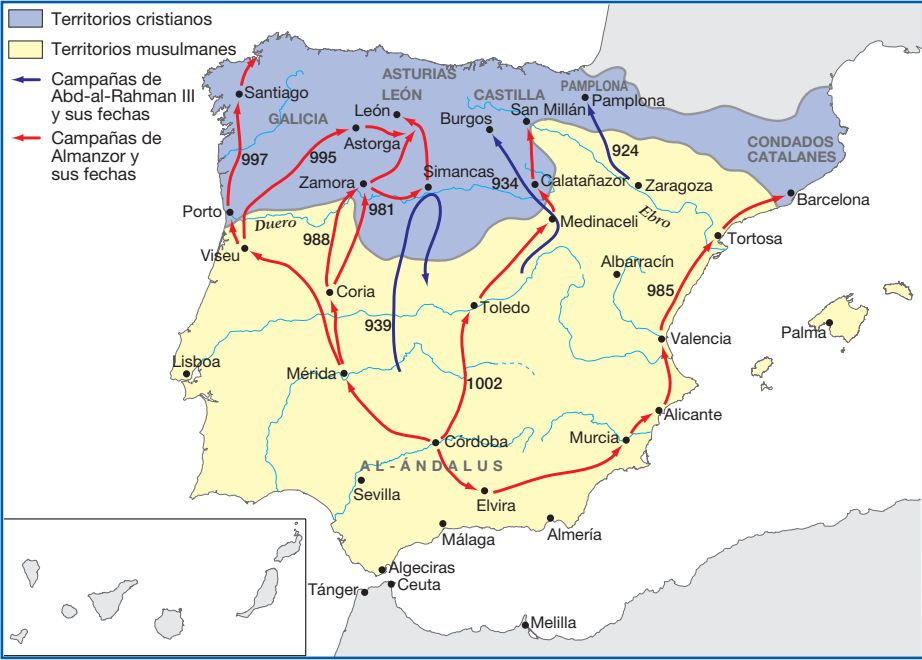 Territorios cristianos
Territorios musulmanes
Campañas de
Abd-al-Rahman III
y sus fechas
Campañas de
Almanzor y
sus fechas
ASTURIAS
LEÓN
CASTILLA
PAMPLONA
Pamplona
Santiago
GALICIA
León
Burgos
San Millán
Astorga
CONDADOS
CATALANES
997
995
924
Zamora
Simancas
934
Calatañazor
Zaragoza
Barcelona
Porto
Duero
981
Medinaceli
Ebro
Viseu
988
Tortosa
Albarracín
Coria
985
Toledo
939
Valencia
Palma
Lisboa
Mérida
1002
Alicante
Córdoba
Murcia
AL-ÁNDALUS
Sevilla
Elvira
Málaga
Almería
Algeciras
Tánger
Ceuta
Melilla